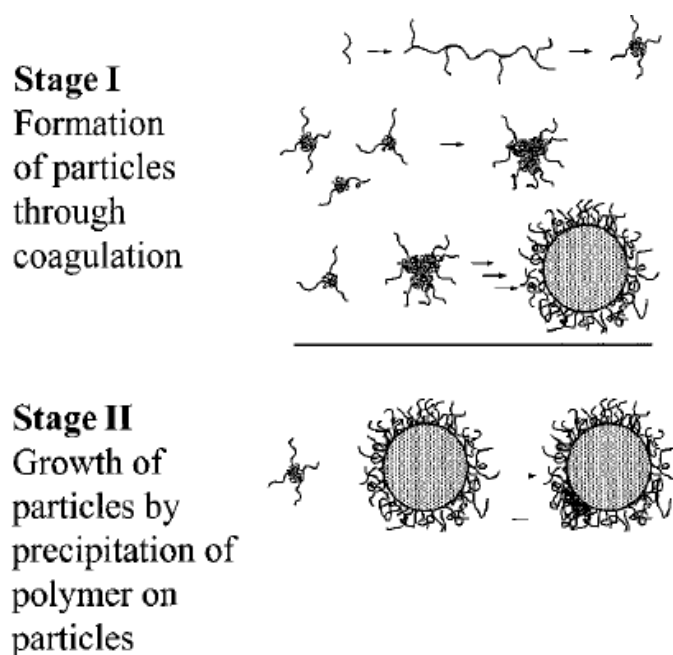 Stage I
Formation
of particles
through
coagulation
Stage II
Growth of
particles by
precipitation of
polymer on
particles